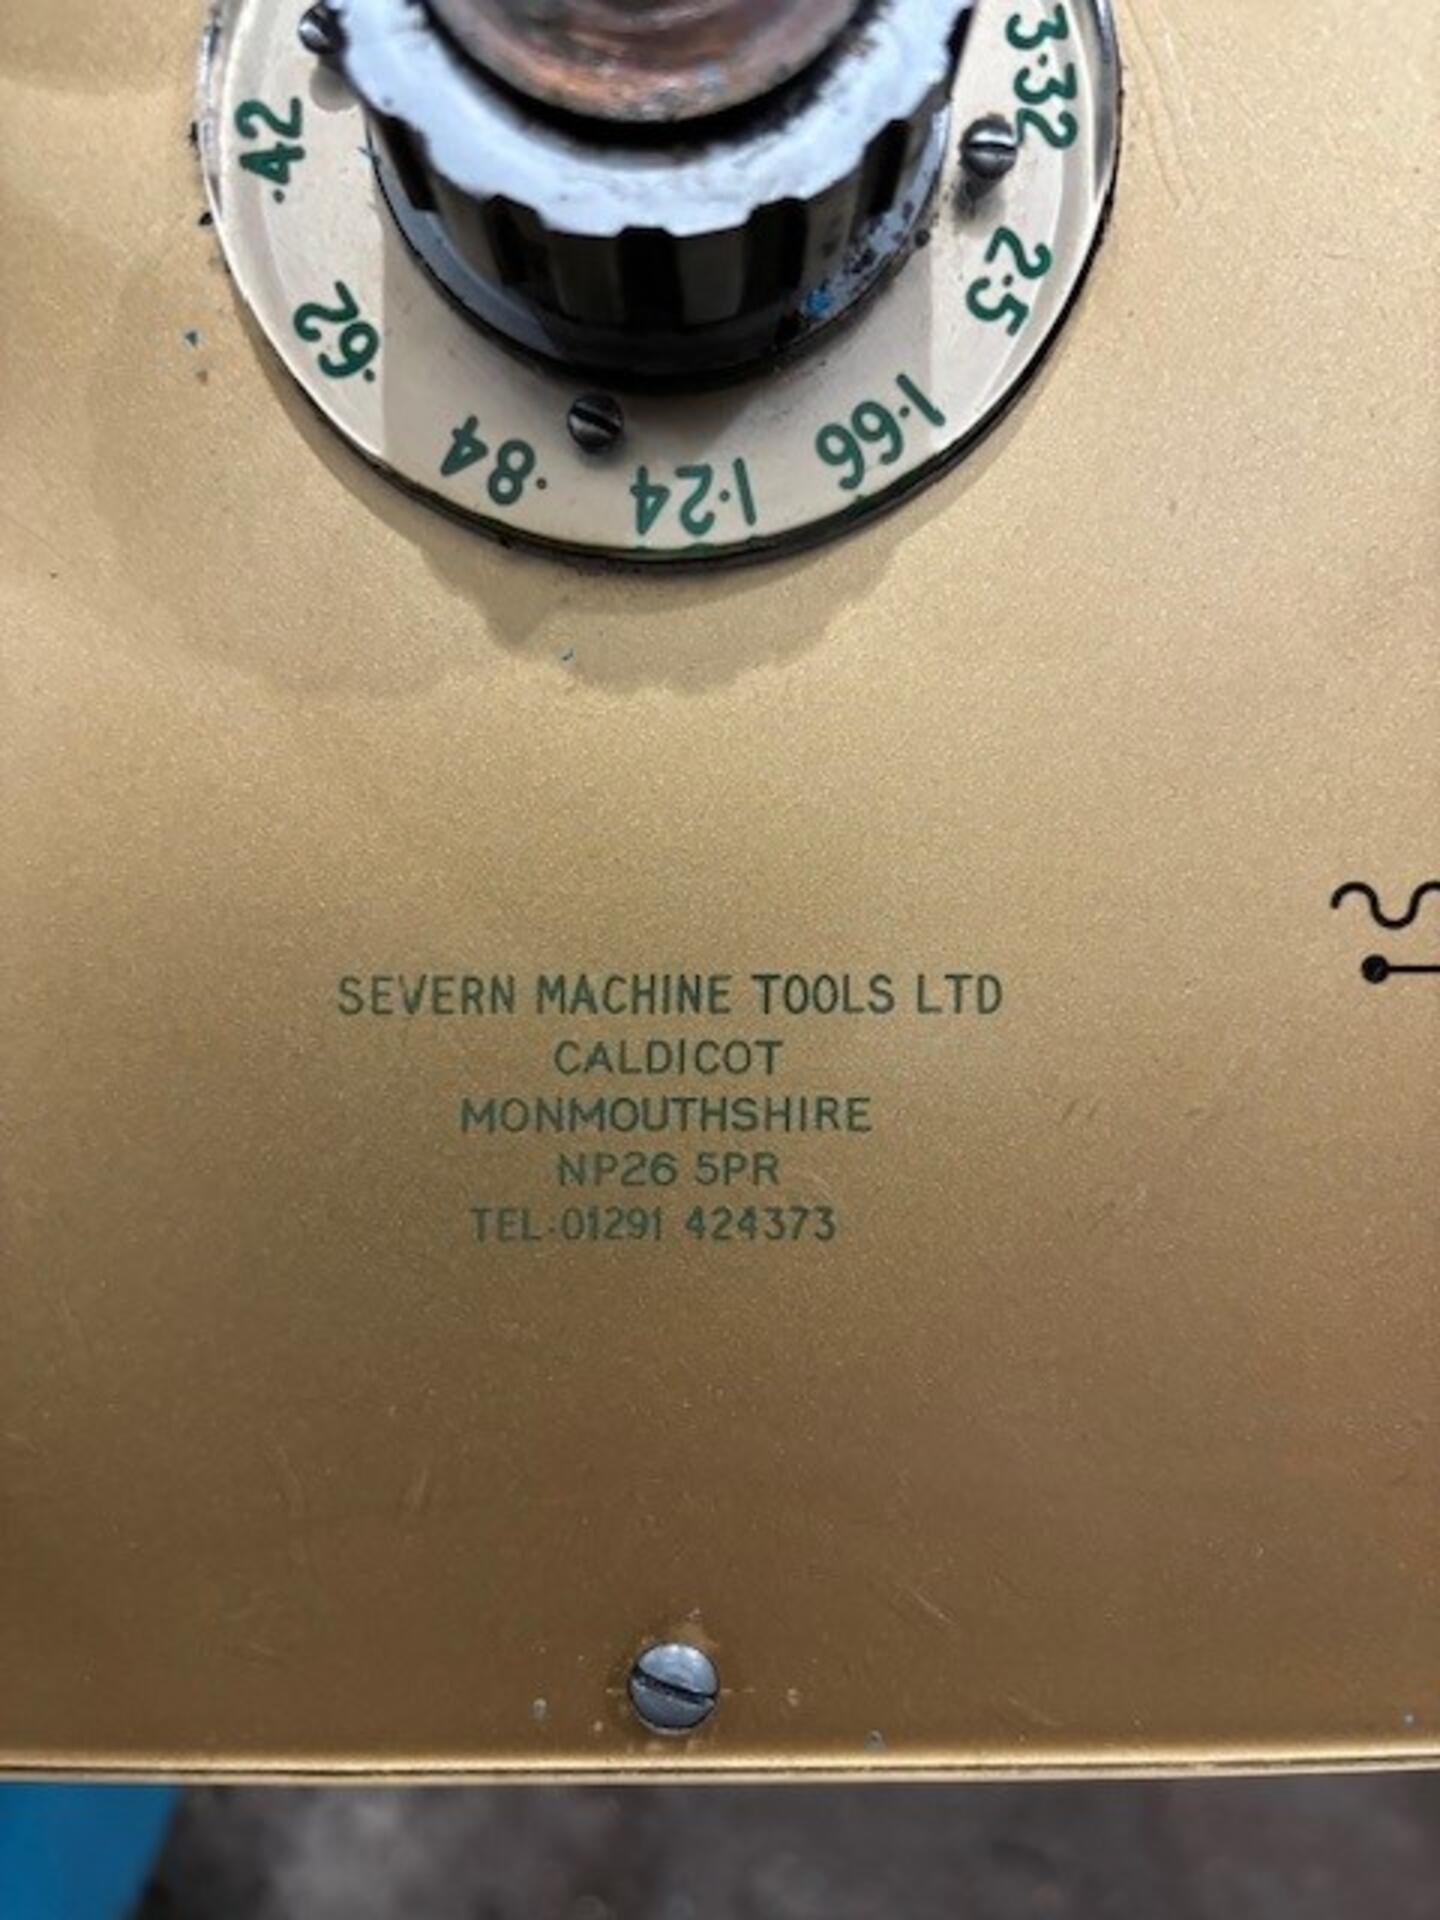 3·32
.42
2·5
.62
1·66
.84
1·24
SEVERN MACHINE TOOLS LTD
CALDICOT
MONMOUTHSHIRE
NP26 5PR
TEL·01291 424373